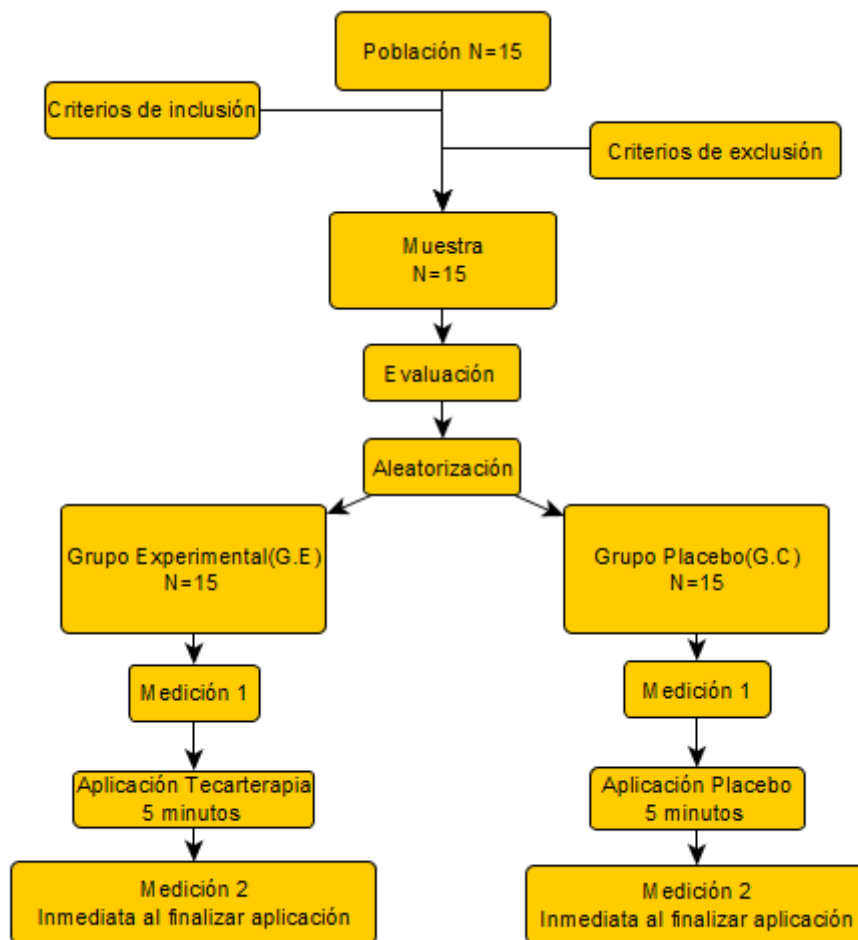 Población N=15
Criterios de inclusión
Criterios de exclusión
Muestra
N=15
Evaluación
Aleatorización
Grupo Experimental(G.E)
N=15
Grupo Placebo(G.C)
N=15
Medición 1
Medición 1
Aplicación Tecarterapia
5 minutos
Aplicación Placebo
5 minutos
Medición 2
Inmediata al finalizar aplicación
Medición 2
Inmediata al finalizar aplicación